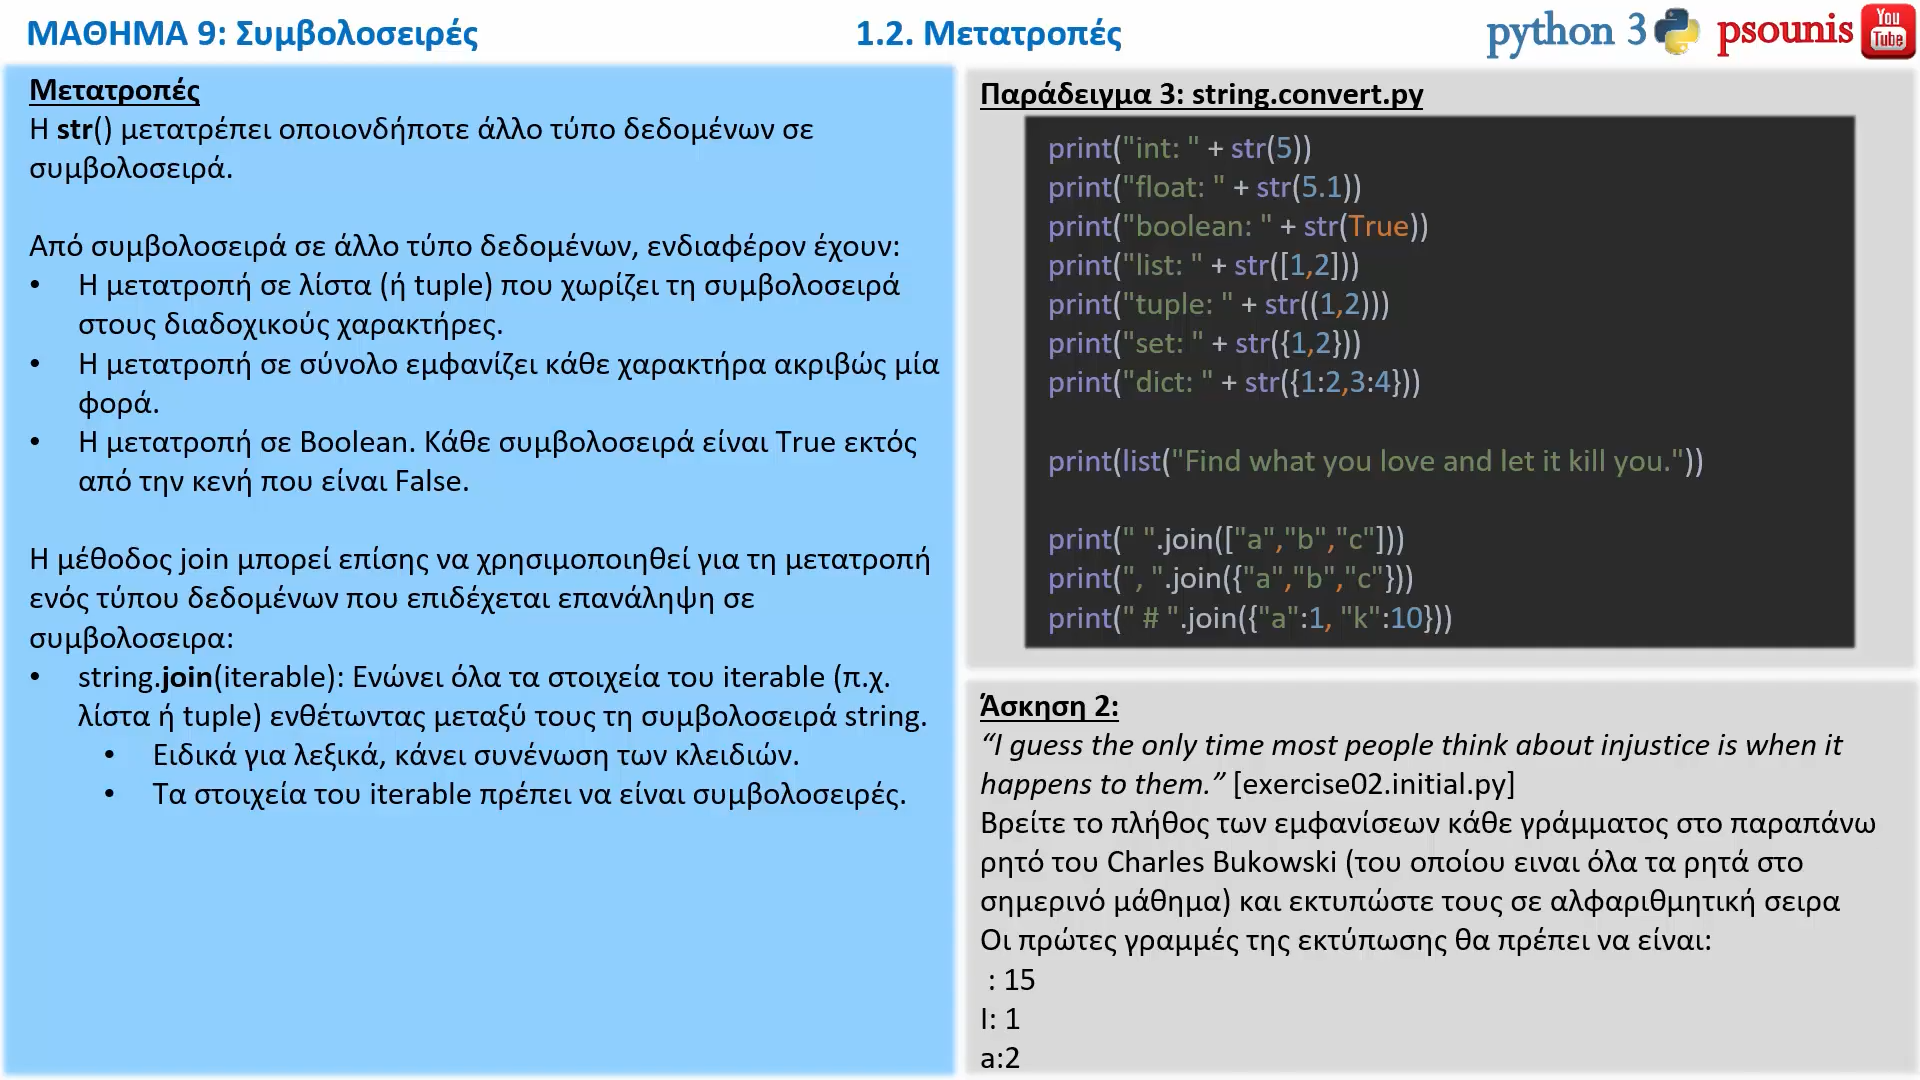 ΜΑΘΗΜΑ 9: Συμβολοσειρές
1.2. Μετατροπές
python 3
psounis
You
Tube
Μετατροπές
Η str() μετατρέπει οποιονδήποτε άλλο τύπο δεδομένων σε
συμβολοσειρά.
Από συμβολοσειρά σε άλλο τύπο δεδομένων, ενδιαφέρον έχουν:
• Η μετατροπή σε λίστα (ή tuple) που χωρίζει τη συμβολοσειρά
στους διαδοχικούς χαρακτήρες.
• Η μετατροπή σε σύνολο εμφανίζει κάθε χαρακτήρα ακριβώς μία
φορά.
• Η μετατροπή σε Boolean. Κάθε συμβολοσειρά είναι True εκτός
από την κενή που είναι False.
Η μέθοδος join μπορεί επίσης να χρησιμοποιηθεί για τη μετατροπή
ενός τύπου δεδομένων που επιδέχεται επανάληψη σε
συμβολοσειρα:
• string.join(iterable): Ενώνει όλα τα στοιχεία του iterable (π.χ.
λίστα ή tuple) ενθέτωντας μεταξύ τους τη συμβολοσειρά string.
• Ειδικά για λεξικά, κάνει συνένωση των κλειδιών.
• Τα στοιχεία του iterable πρέπει να είναι συμβολοσειρές.
Παράδειγμα 3: string.convert.py
print("int: " + str(5))
print("float: " + str(5.1))
print("boolean: " + str(True))
print("list: " + str([1,2]))
print("tuple: " + str((1,2)))
print("set: " + str({1,2}))
print("dict: " + str({1:2,3:4}))
print(list("Find what you love and let it kill you."))
print(" ".join(["a","b","c"]))
print(", ".join({"a","b","c"}))
print(" # ".join({"a":1, "k":10}))
Άσκηση 2:
“I guess the only time most people think about injustice is when it
happens to them.” [exercise02.initial.py]
Βρείτε το πλήθος των εμφανίσεων κάθε γράμματος στο παραπάνω
ρητό του Charles Bukowski (του οποίου ειναι όλα τα ρητά στο
σημερινό μάθημα) και εκτυπώστε τους σε αλφαριθμητική σειρα
Οι πρώτες γραμμές της εκτύπωσης θα πρέπει να είναι:
: 15
I: 1
a:2